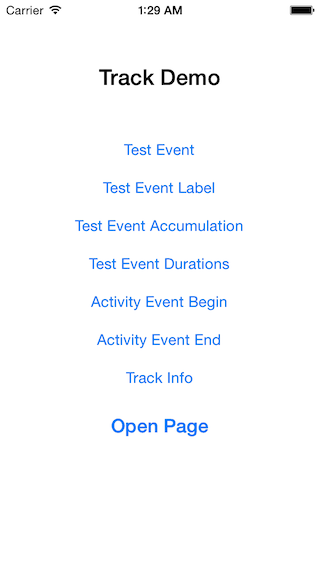 Carrier 1:29 AM
Track Demo
Test Event
Test Event Label
Test Event Accumulation
Test Event Durations
Activity Event Begin
Activity Event End
Track Info
Open Page